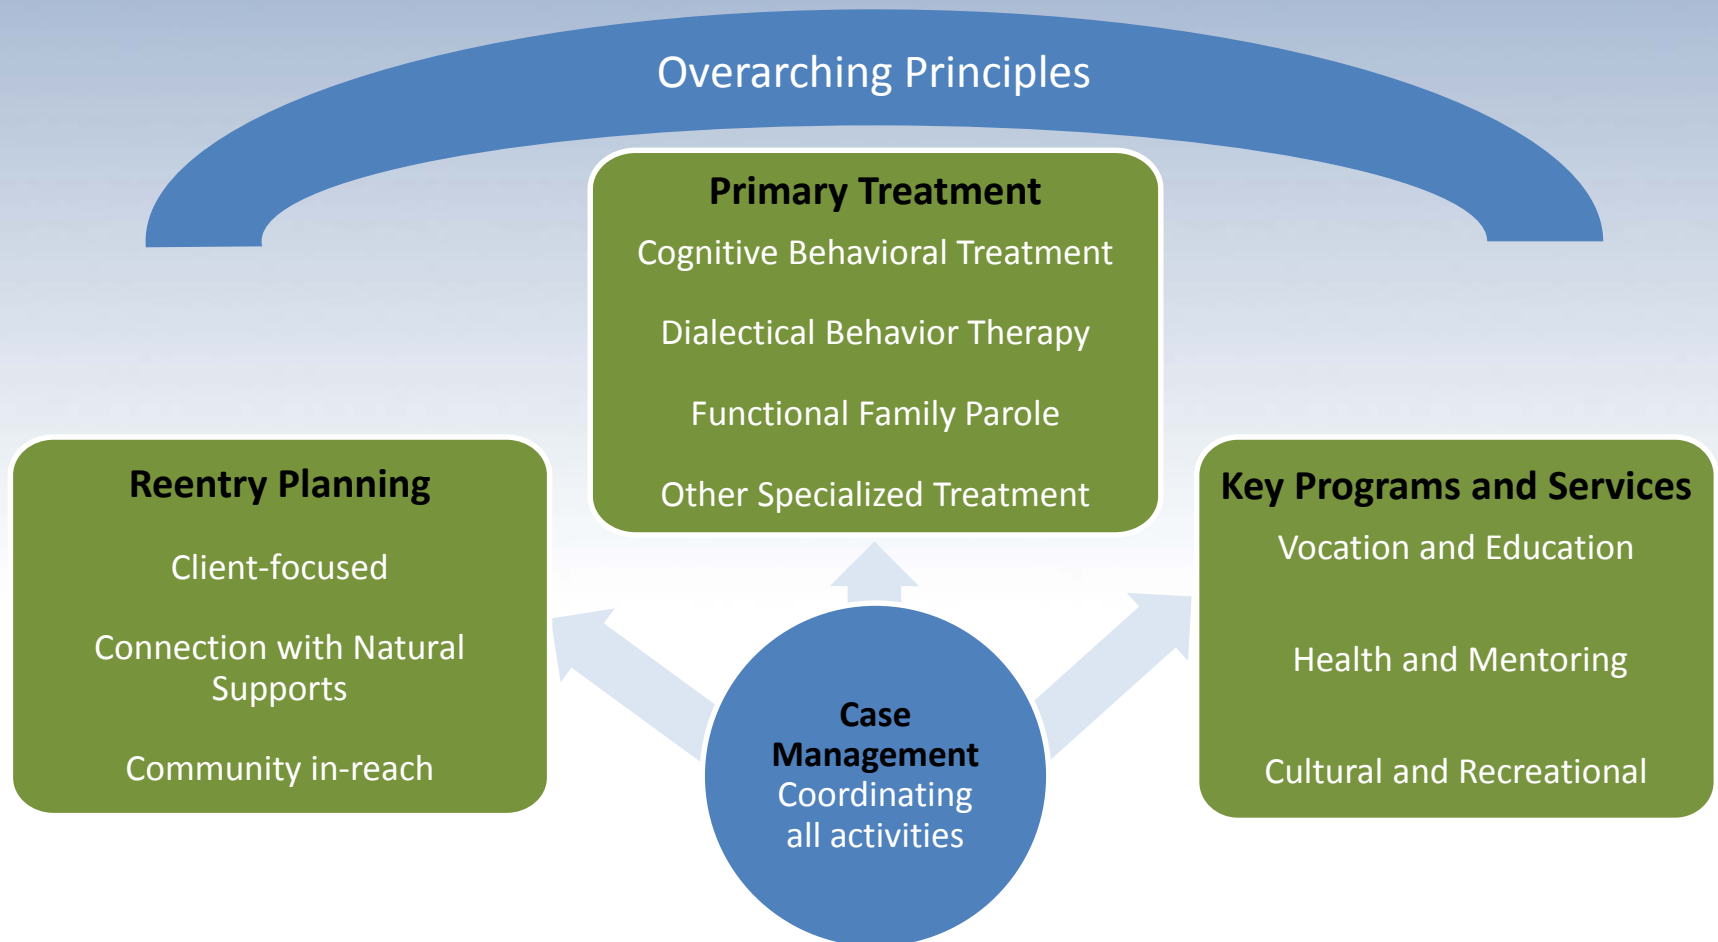 Overarching Principles
Primary Treatment
Cognitive Behavioral Treatment
Dialectical Behavior Therapy
Functional Family Parole
Other Specialized Treatment
Reentry Planning
Client-focused
Connection with Natural
Supports
Community in-reach
Key Programs and Services
Vocation and Education
Health and Mentoring
Cultural and Recreational
Case
Management
Coordinating
all activities